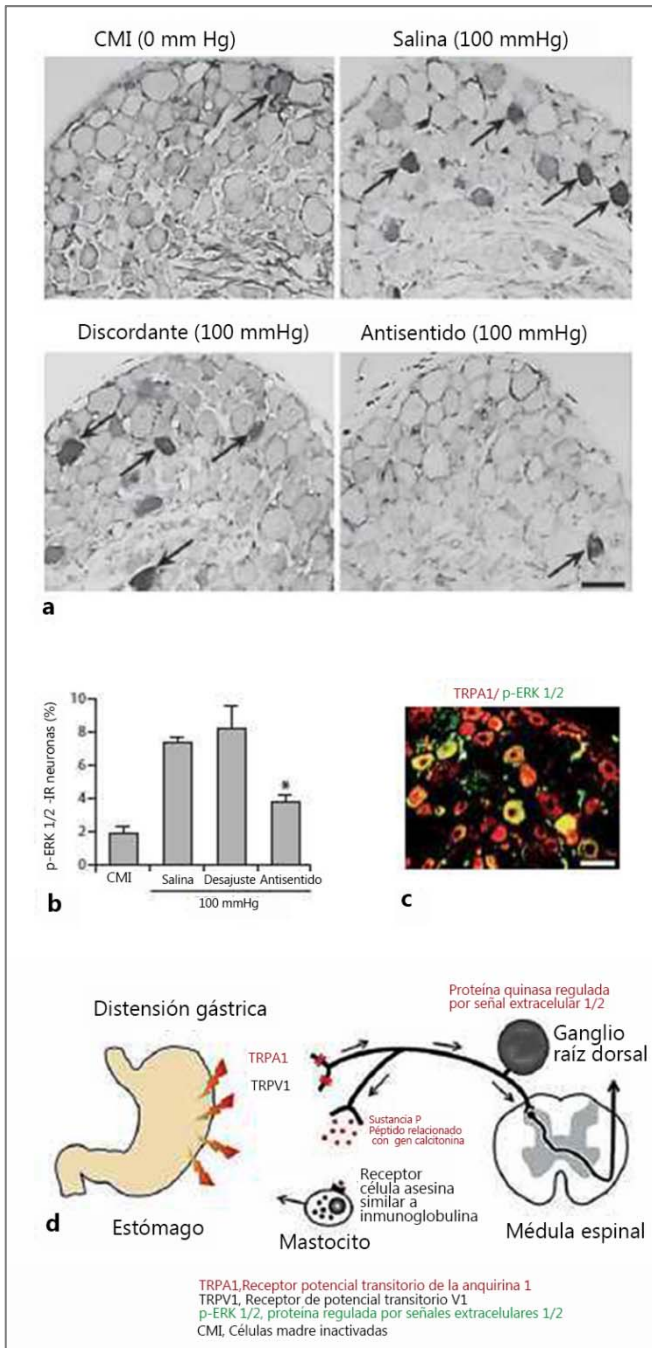 CMI (0 mm Hg)
Salina (100 mmHg)
Discordante (100 mmHg)
Antisentido (100 mmHg)
a
p-ERK 1/2 -IR neuronas (%)
10
8
6
4
2
0
*
CMI
Salina
Desajuste
Antisentido
100 mmHg
b
TRPA1/ p-ERK 1/2
c
Distensión gástrica
TRPA1
TRPV1
Proteína quinasa regulada
por señal extracelular 1/2
Ganglio
raíz dorsal
Sustancia P
Péptido relacionado
con gen calcitonina
Receptor
célula asesina
similar a
inmunoglobulina
d
Estómago
Mastocito
Médula espinal
TRPA1,Receptor potencial transitorio de la anquirina 1
TRPV1, Receptor de potencial transitorio V1
p-ERK 1/2, proteína regulada por señales extracelulares 1/2
CMI, Células madre inactivadas